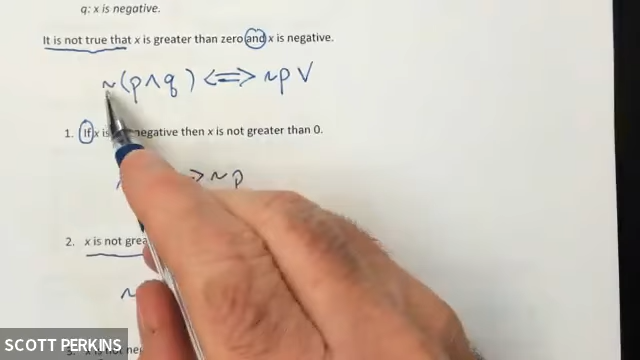 q: x is negative.
It is not true that x is greater than zero and x is negative.
~(p∧q) <=> ~p V
1. If x is negative then x is not greater than 0.
> ~p
2. x is not
~
SCOTT PERKINS